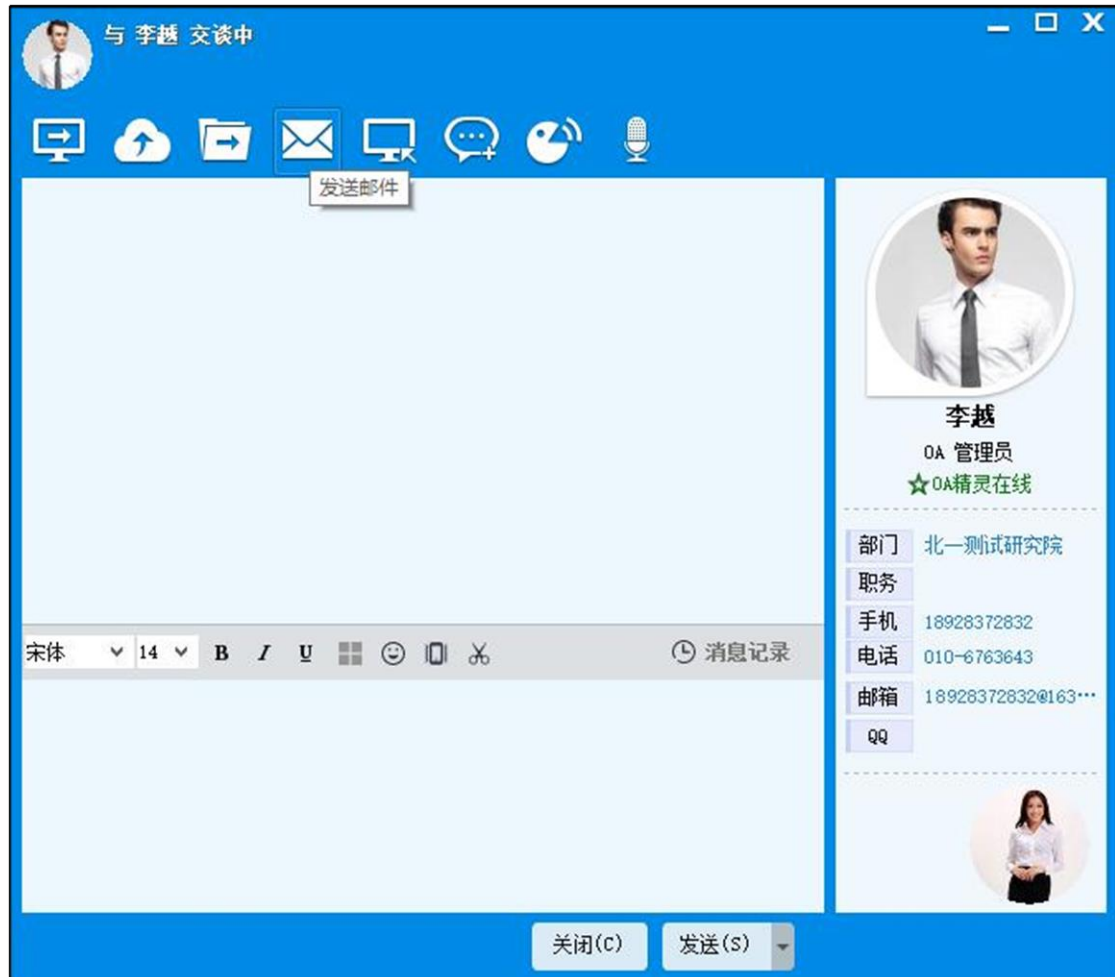 与 李越 交谈中
发送邮件
李越
OA 管理员
OA精灵在线
部门 北一测试研究院
职务
手机 18928372832
电话 010-6763643
邮箱 18928372832@163…
QQ
宋体 14 B I U 消息记录
关闭(C) 发送(S)